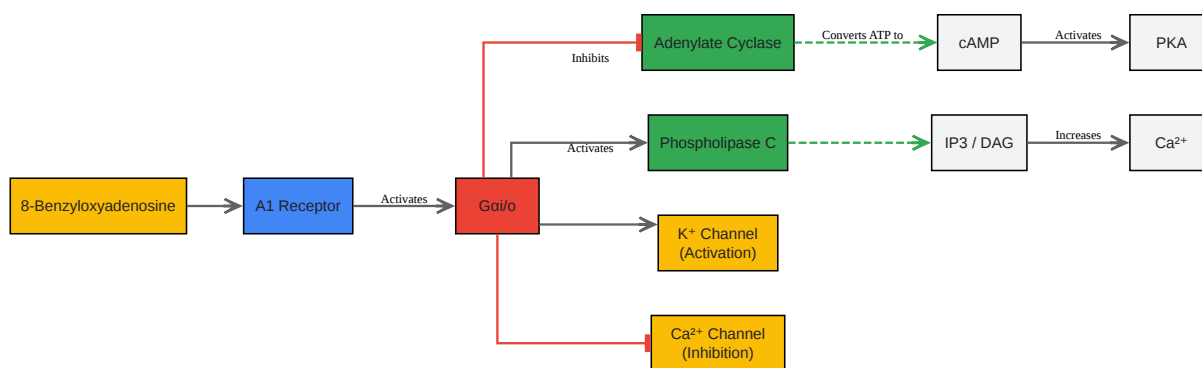 Adenylate Cyclase
Converts ATP to
cAMP
Activates
PKA
Inhibits
Phospholipase C
IP3 / DAG
Increases
Ca²⁺
Activates
8-Benzyloxyadenosine
A1 Receptor
Activates
Gαi/o
K⁺ Channel
(Activation)
Ca²⁺ Channel
(Inhibition)